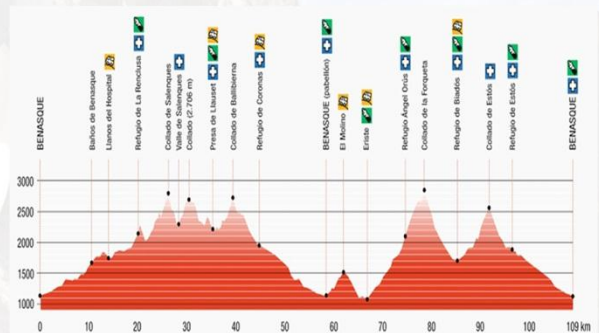 BENASQUE
Baños de Benasque
Llanos del Hospital
Refugio de La Renclusa
Collado de Salenques
Valle de Salenques
Collado (2.706 m)
Presa de Llauset
Collado de Ballibierna
Refugio de Coronas
BENASQUE (pabellón)
El Molino
Eriste
Refugio Ángel Orús
Collado de la Forqueta
Refugio de Biadós
Collado de Estós
Refugio de Estós
BENASQUE
3000
2500
2000
1500
1000
0 10 20 30 40 50 60 70 80 90 100 109 km